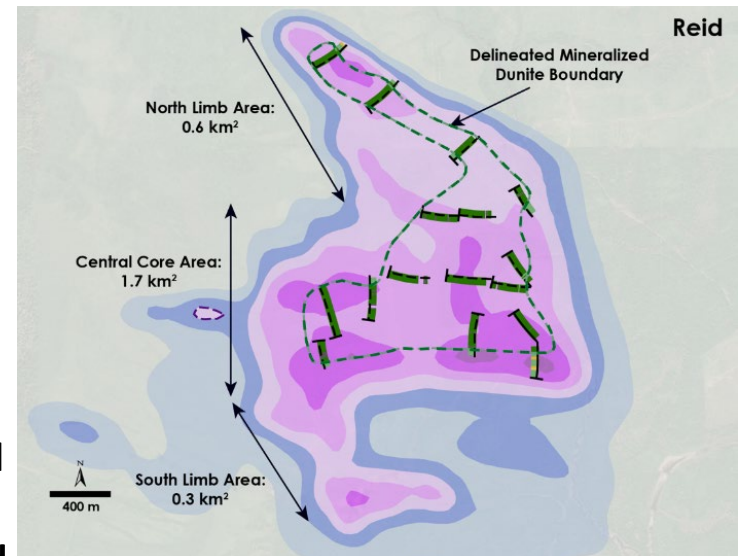 Reid
Delineated Mineralized
Dunite Boundary
North Limb Area:
0.6 km²
Central Core Area:
1.7 km²
South Limb Area:
0.3 km²
N
400 m